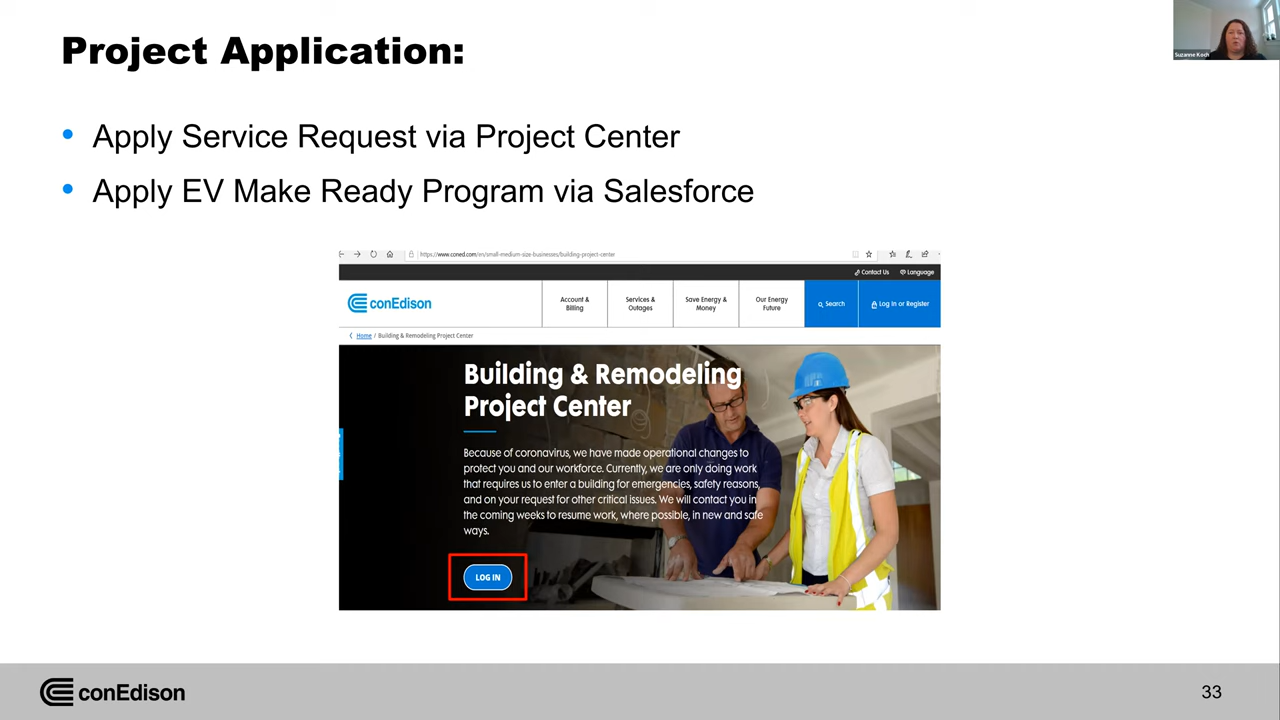 Project Application:
Suzanne Koch
• Apply Service Request via Project Center
• Apply EV Make Ready Program via Salesforce
https://www.coned.com/en/small-medium-size-businesses/building-project-center
Contact Us Language
conEdison
Account & Billing
Services & Outages
Save Energy & Money
Our Energy Future
Search
Log In or Register
Home / Building & Remodeling Project Center
Building & Remodeling
Project Center
Because of coronavirus, we have made operational changes to
protect you and our workforce. Currently, we are only doing work
that requires us to enter a building for emergencies, safety reasons,
and on your request for other critical issues. We will contact you in
the coming weeks to resume work, where possible, in new and safe
ways.
LOG IN
conEdison
33